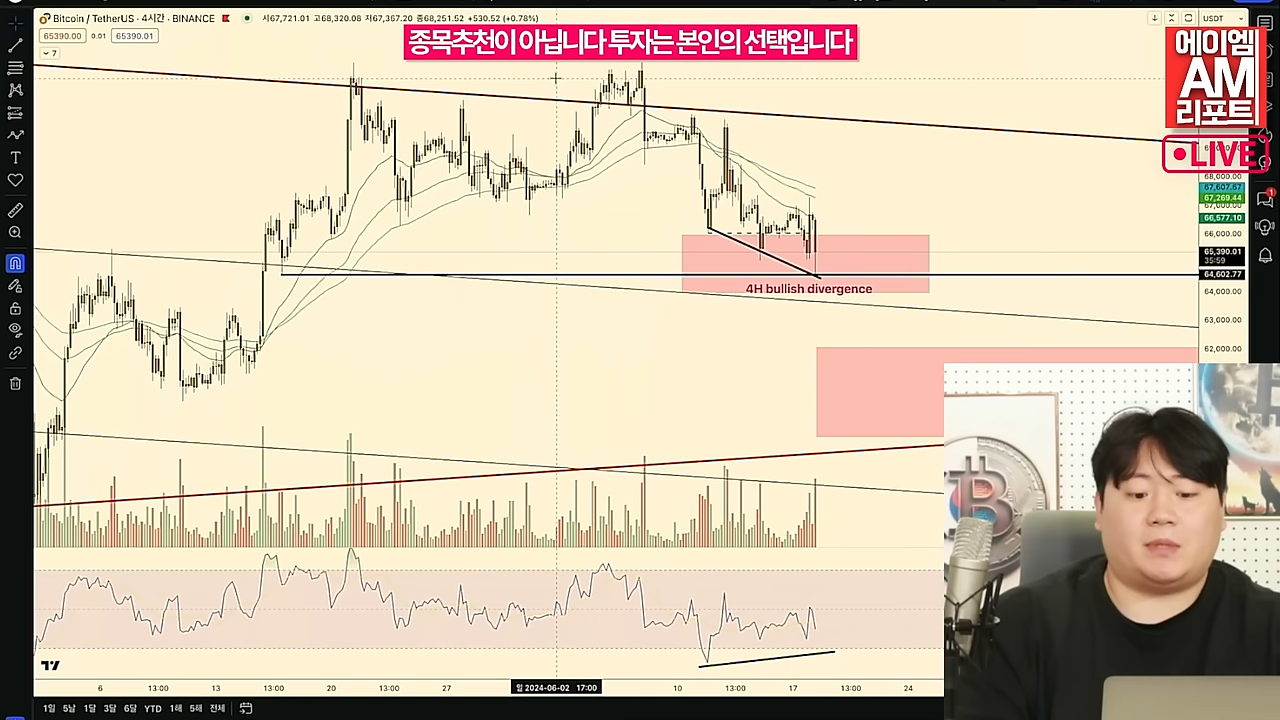 Bitcoin / TetherUS · 4시간 · BINANCE
시67,721.01 고68,320.08 저67,367.20 종68,251.52 +530.52 (+0.78%)
USDT
65390.00 0.01 65390.01
7
종목추천이 아닙니다 투자는 본인의 선택입니다
에이엠
AM
리포트
LIVE
68,000.00
67,607.67
67,269.44
67,000.00
66,577.10
66,000.00
65,390.01
35:59
64,602.77
64,000.00
63,000.00
62,000.00
1
4H bullish divergence
6 13:00 13 13:00 20 13:00 27 일 2024-06-02 17:00 10 13:00 17 13:00 24
1일 5날 1달 3달 6달 YTD 1해 5해 전체